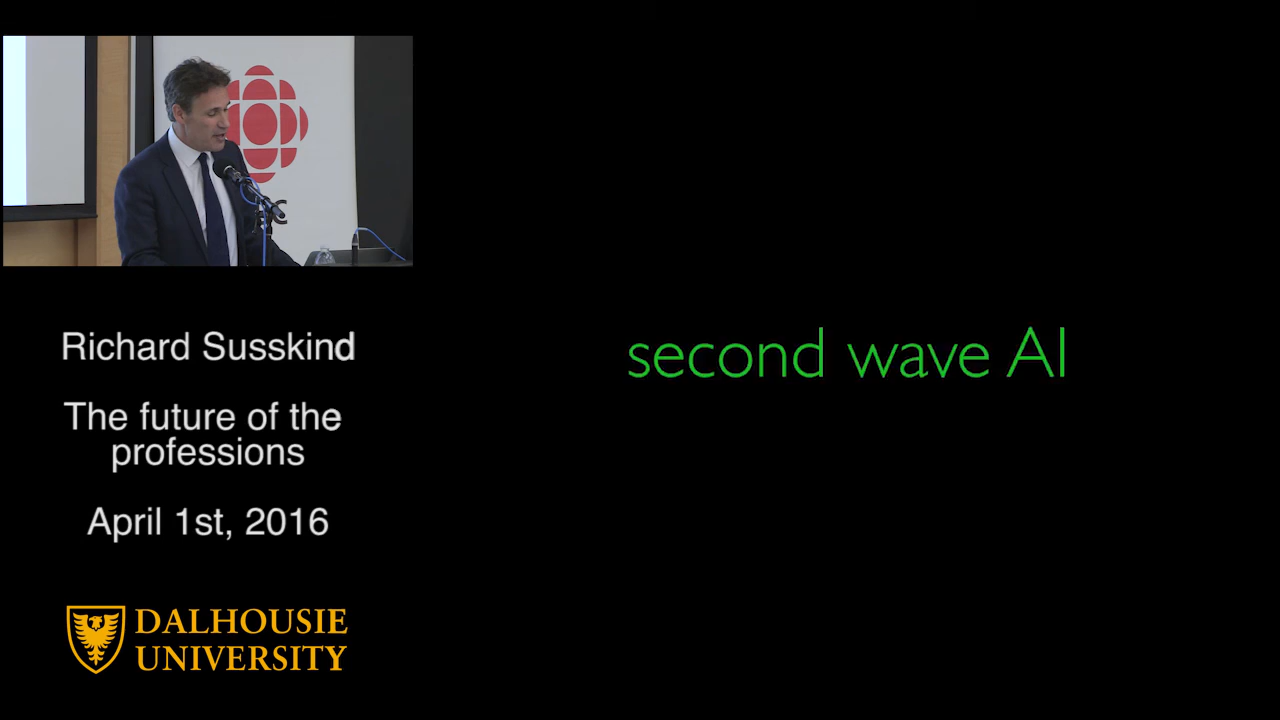 Richard Susskind
The future of the
professions
April 1st, 2016
DALHOUSIE
UNIVERSITY
second wave AI